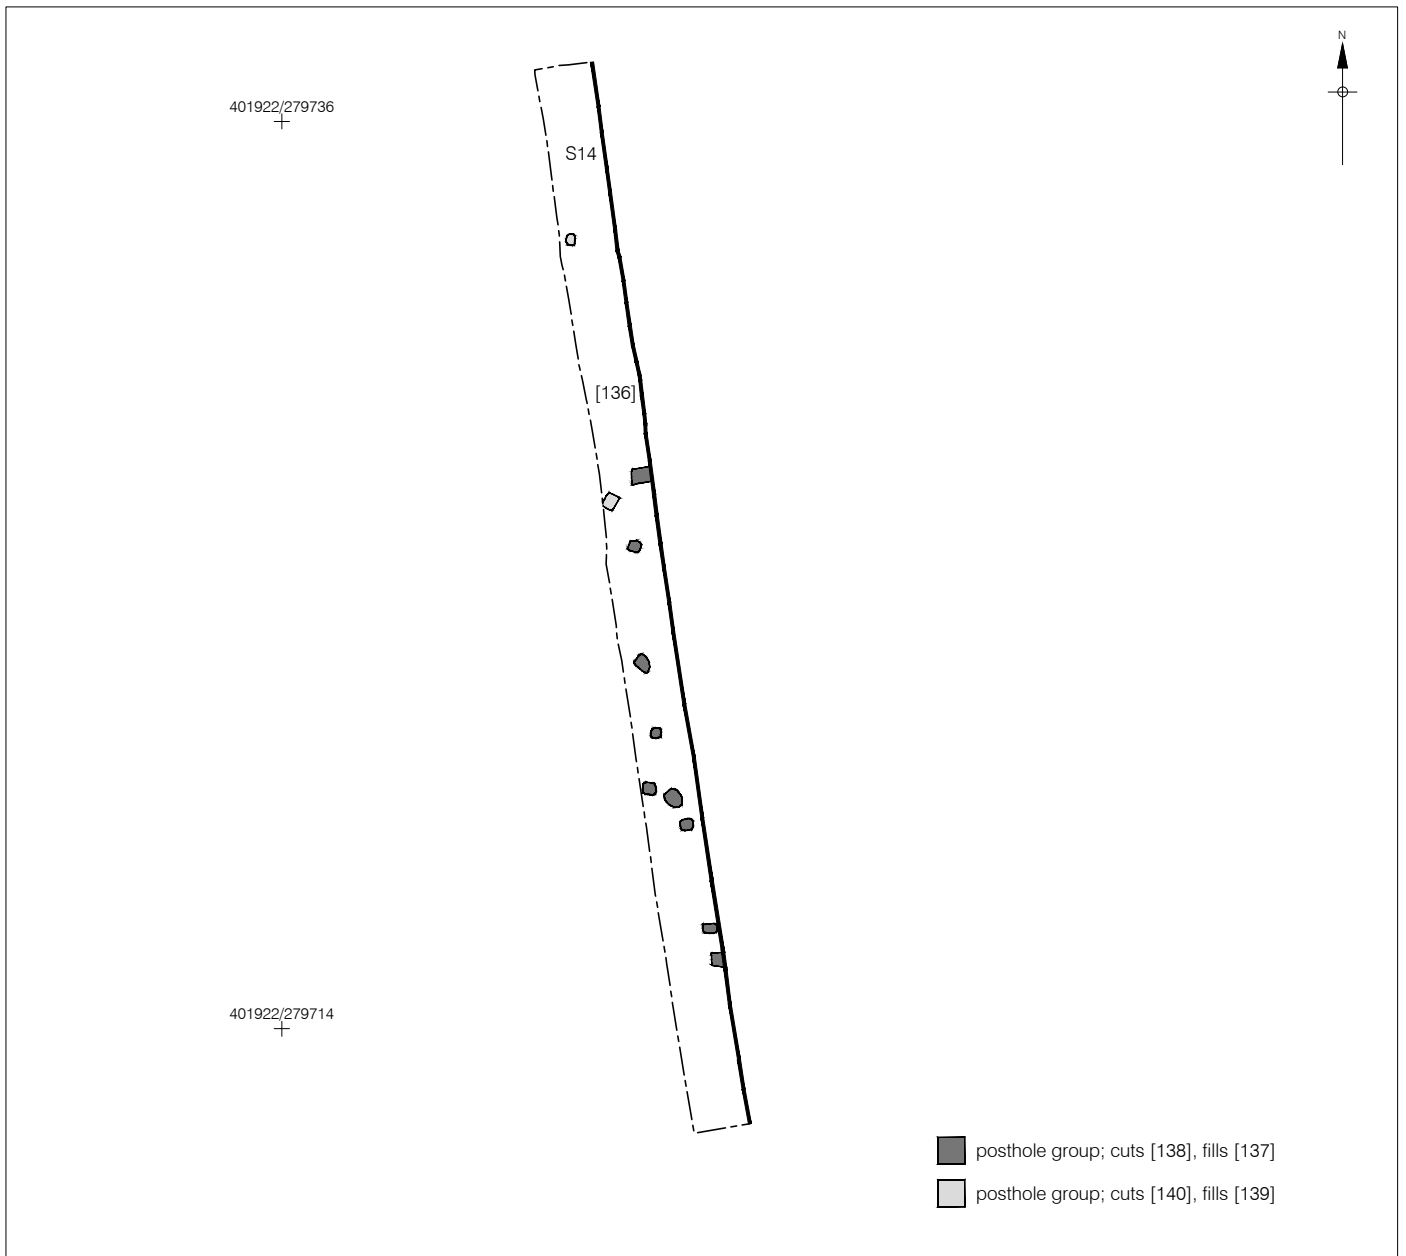 N
401922/279736
S14
[136]
401922/279714
posthole group; cuts [138], fills [137]
posthole group; cuts [140], fills [139]